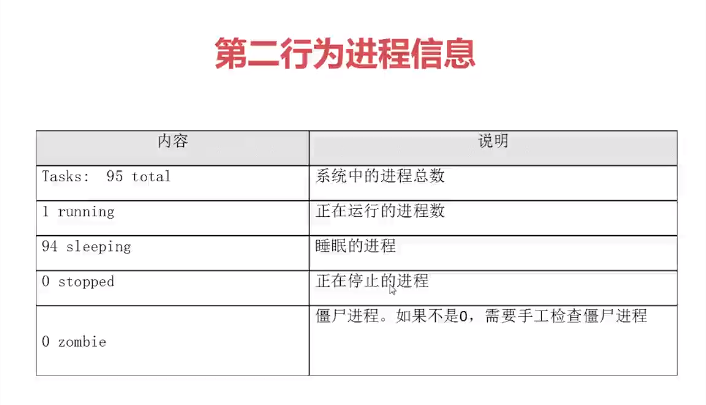 第二行为进程信息
内容 说明
Tasks: 95 total 系统中的进程总数
1 running 正在运行的进程数
94 sleeping 睡眠的进程
0 stopped 正在停止的进程
0 zombie 僵尸进程。如果不是0，需要手工检查僵尸进程